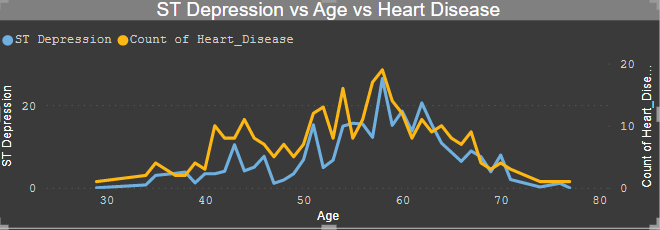 ST Depression vs Age vs Heart Disease
ST Depression Count of Heart_Disease
ST Depression
20
0
20
10
0
Count of Heart_Dise...
30 40 50 60 70 80
Age